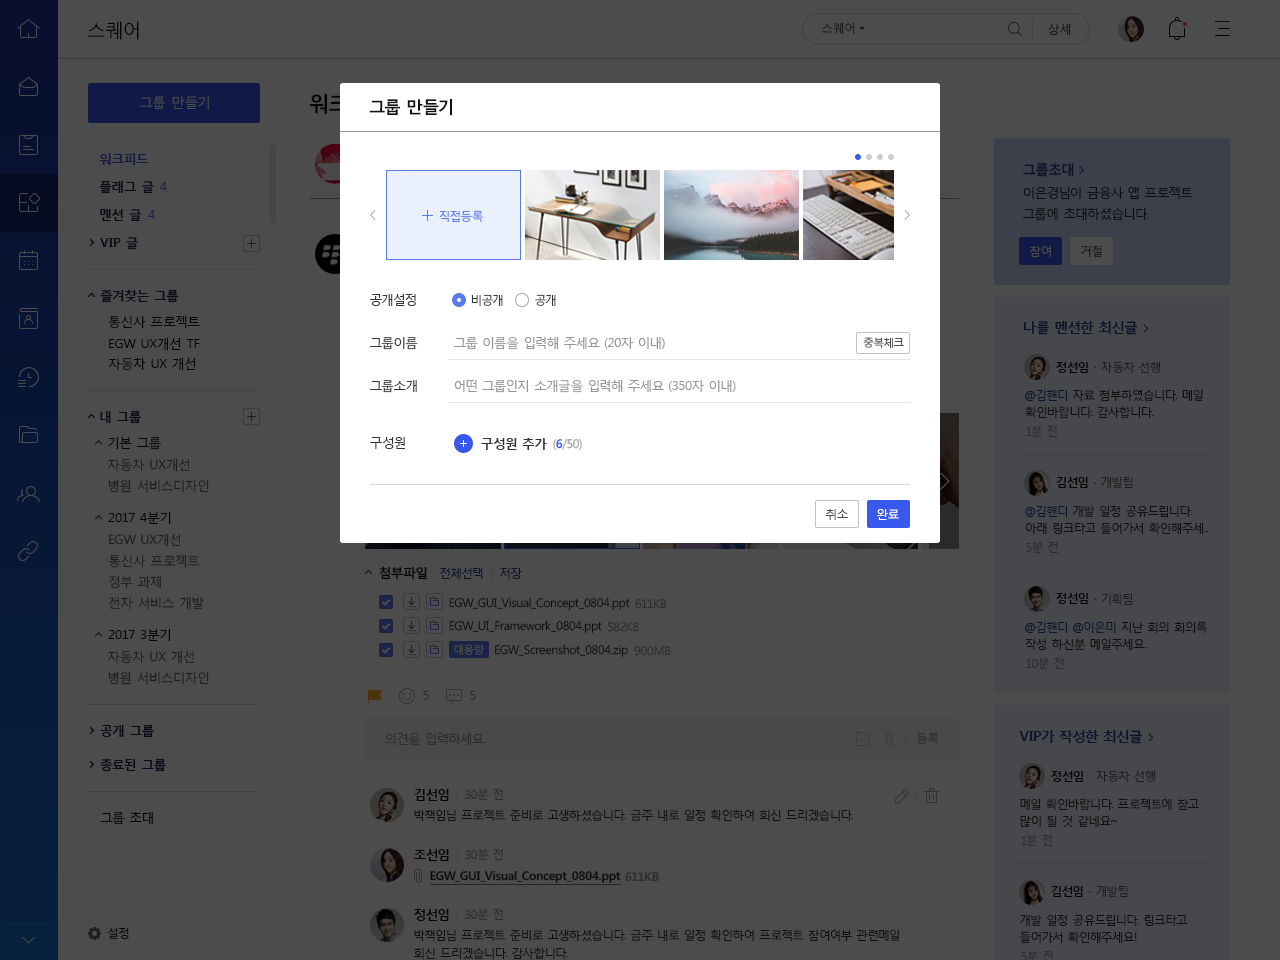 스퀘어
스퀘어
상세
그룹 만들기
워크피드
플래그 글 4
멘션 글 4
VIP 글
즐겨찾는 그룹
통신사 프로젝트
EGW UX개선 TF
자동차 UX 개선
내 그룹
기본 그룹
자동차 UX개선
병원 서비스디자인
2017 4분기
EGW UX개선
통신사 프로젝트
정부 과제
전자 서비스 개발
2017 3분기
자동차 UX 개선
병원 서비스디자인
공개 그룹
종료된 그룹
그룹 초대
설정
그룹 만들기
직접등록
공개설정
비공개
공개
그룹이름
그룹 이름을 입력해 주세요 (20자 이내)
중복체크
그룹소개
어떤 그룹인지 소개글을 입력해 주세요 (350자 이내)
구성원
구성원 추가 (6/50)
취소
완료
첨부파일
전체선택
저장
EGW_GUI_Visual_Concept_0804.ppt 611KB
EGW_UI_Framework_0804.ppt 582KB
대용량 EGW_Screenshot_0804.zip 900MB
5
5
의견을 입력하세요.
등록
김선임 30분 전
박책임님 프로젝트 준비로 고생하셨습니다. 금주 내로 일정 확인하여 회신 드리겠습니다.
조선임 30분 전
EGW_GUI_Visual_Concept_0804.ppt 611KB
정선임 30분 전
박책임님 프로젝트 준비로 고생하셨습니다. 금주 내로 일정 확인하여 프로젝트 참여여부 관련메일
회신 드리겠습니다. 감사합니다.
그룹초대
이은경님이 금융사 앱 프로젝트
그룹에 초대하셨습니다.
참여
거절
나를 멘션한 최신글
정선임 · 자동차 선행
@김핸디 자료 첨부하였습니다. 메일
확인바랍니다. 감사합니다.
1분 전
김선임 · 개발팀
@김핸디 개발 일정 공유드립니다.
아래 링크타고 들어가서 확인해주세..
5분 전
정선임 · 기획팀
@김핸디 @이은미 지난 회의 회의록
작성 하신분 메일주세요.
10분 전
VIP가 작성한 최신글
정선임 · 자동차 선행
메일 확인바랍니다. 프로젝트에 참고
많이 될 것 같네요~
1분 전
김선임 · 개발팀
개발 일정 공유드립니다. 링크타고
들어가서 확인해주세요!
5분 전